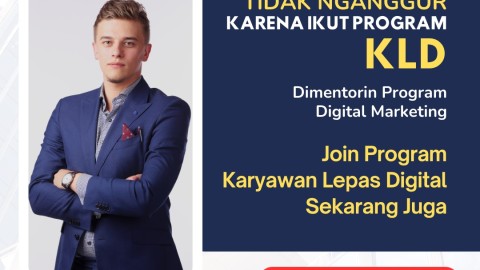 TIDAK NGANGGUR
KARENA IKUT PROGRAM
KLD
Dimentorin Program
Digital Marketing
Join Program
Karyawan Lepas Digital
Sekarang Juga